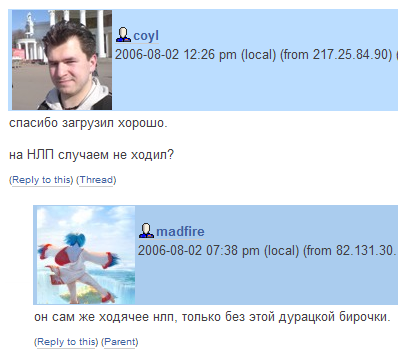 coyl
2006-08-02 12:26 pm (local) (from 217.25.84.90) (
спасибо загрузил хорошо.
на НЛП случаем не ходил?
(Reply to this) (Thread)
madfire
2006-08-02 07:38 pm (local) (from 82.131.30.
он сам же ходячее нлп, только без этой дурацкой бирочки.
(Reply to this) (Parent)